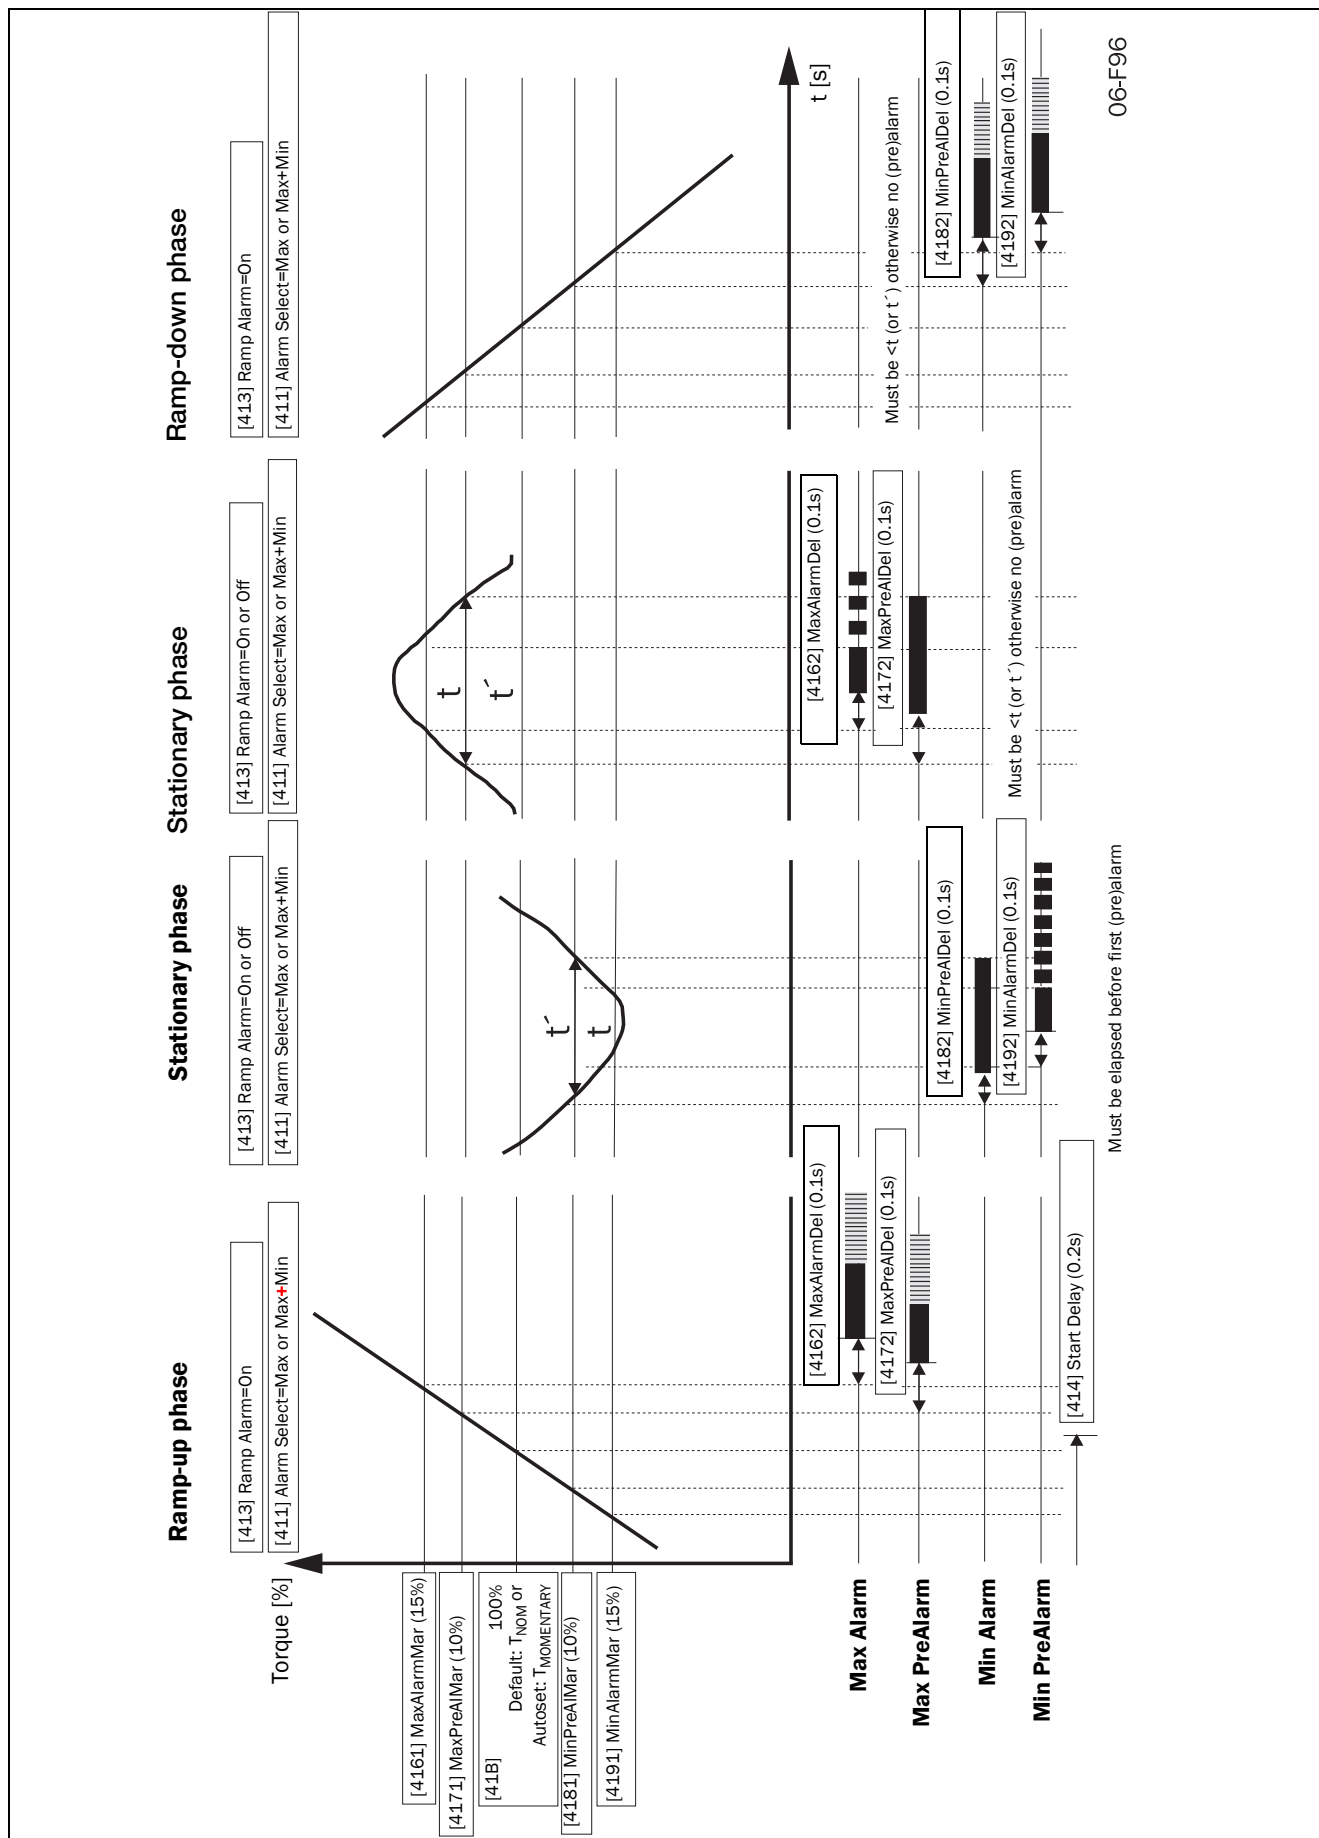 Ramp-up phase
Stationary phase
Stationary phase
Ramp-down phase
[413] Ramp Alarm=On
[413] Ramp Alarm=On or Off
[413] Ramp Alarm=On or Off
[413] Ramp Alarm=On
[411] Alarm Select=Max or Max+Min
[411] Alarm Select=Max or Max+Min
[411] Alarm Select=Max or Max+Min
[411] Alarm Select=Max or Max+Min
Torque [%]
[4161] MaxAlarmMar (15%)
[4171] MaxPreAlMar (10%)
[41B] 100%
Default: TNOM or
Autoset: TMOMENTARY
[4181] MinPreAlMar (10%)
[4191] MinAlarmMar (15%)
t´
t
t
t´
t [s]
Max Alarm
[4162] MaxAlarmDel (0.1s)
[4162] MaxAlarmDel (0.1s)
[4172] MaxPreAlDel (0.1s)
[4172] MaxPreAlDel (0.1s)
Must be <t (or t´) otherwise no (pre)alarm
Max PreAlarm
[4182] MinPreAlDel (0.1s)
[4182] MinPreAlDel (0.1s)
Min Alarm
[4192] MinAlarmDel (0.1s)
Must be <t (or t´) otherwise no (pre)alarm
[4192] MinAlarmDel (0.1s)
Min PreAlarm
[414] Start Delay (0.2s)
Must be elapsed before first (pre)alarm
06-F96